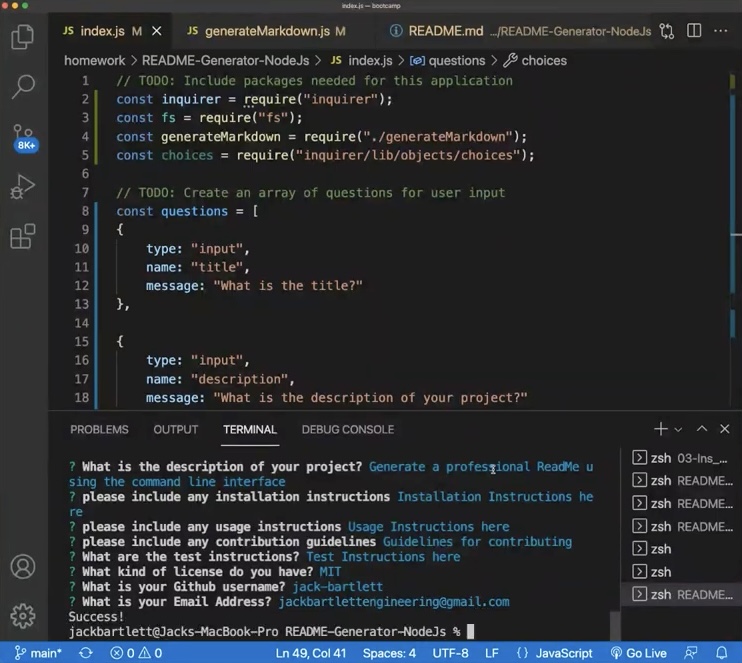 index.js — bootcamp
JS index.js M × JS generateMarkdown.js M ⓘ README.md .../README-Generator-NodeJs ...
homework > README-Generator-NodeJs > JS index.js > questions > choices
1 // TODO: Include packages needed for this application
2 const inquirer = require("inquirer");
3 const fs = require("fs");
4 const generateMarkdown = require("./generateMarkdown");
5 const choices = require("inquirer/lib/objects/choices");
6
7 // TODO: Create an array of questions for user input
8 const questions = [
9 {
10 type: "input",
11 name: "title",
12 message: "What is the title?"
13 },
14
15 {
16 type: "input",
17 name: "description",
18 message: "What is the description of your project?"
8K+
PROBLEMS OUTPUT TERMINAL DEBUG CONSOLE
? What is the description of your project? Generate a professional ReadMe u
sing the command line interface
? please include any installation instructions Installation Instructions he
re
? please include any usage instructions Usage Instructions here
? please include any contribution guidelines Guidelines for contributing
? What are the test instructions? Test Instructions here
? What kind of license do you have? MIT
? What is your Github username? jack-bartlett
? What is your Email Address? jackbartlettengineering@gmail.com
Success!
jackbartlett@Jacks-MacBook-Pro README-Generator-NodeJs %
zsh 03-Ins_...
zsh README...
zsh README...
zsh README...
zsh
zsh
zsh README...
main* 0 0 Ln 49, Col 41 Spaces: 4 UTF-8 LF {} JavaScript Go Live